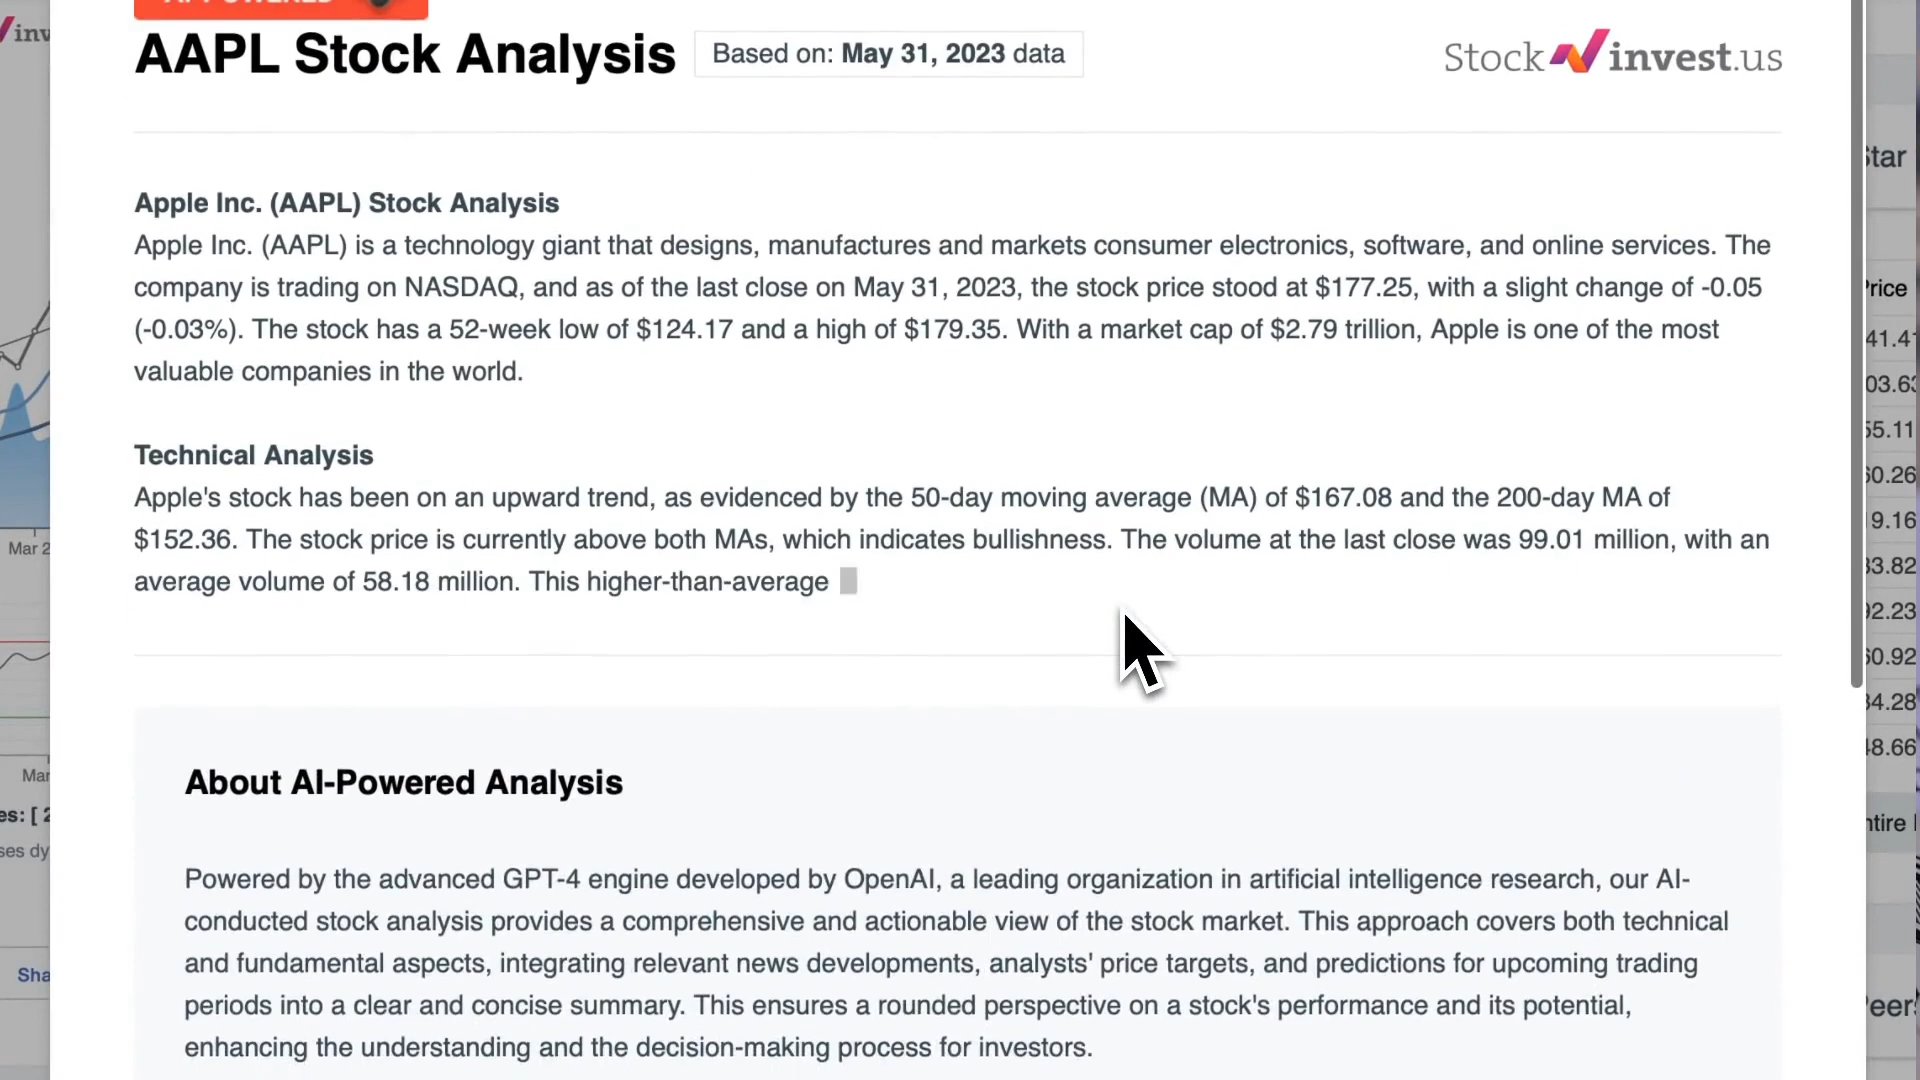 AAPL Stock Analysis
Based on: May 31, 2023 data
Stock invest.us
Apple Inc. (AAPL) Stock Analysis
Apple Inc. (AAPL) is a technology giant that designs, manufactures and markets consumer electronics, software, and online services. The
company is trading on NASDAQ, and as of the last close on May 31, 2023, the stock price stood at $177.25, with a slight change of -0.05
(-0.03%). The stock has a 52-week low of $124.17 and a high of $179.35. With a market cap of $2.79 trillion, Apple is one of the most
valuable companies in the world.
Technical Analysis
Apple's stock has been on an upward trend, as evidenced by the 50-day moving average (MA) of $167.08 and the 200-day MA of
$152.36. The stock price is currently above both MAs, which indicates bullishness. The volume at the last close was 99.01 million, with an
average volume of 58.18 million. This higher-than-average
About AI-Powered Analysis
Powered by the advanced GPT-4 engine developed by OpenAI, a leading organization in artificial intelligence research, our AI-
conducted stock analysis provides a comprehensive and actionable view of the stock market. This approach covers both technical
and fundamental aspects, integrating relevant news developments, analysts' price targets, and predictions for upcoming trading
periods into a clear and concise summary. This ensures a rounded perspective on a stock's performance and its potential,
enhancing the understanding and the decision-making process for investors.